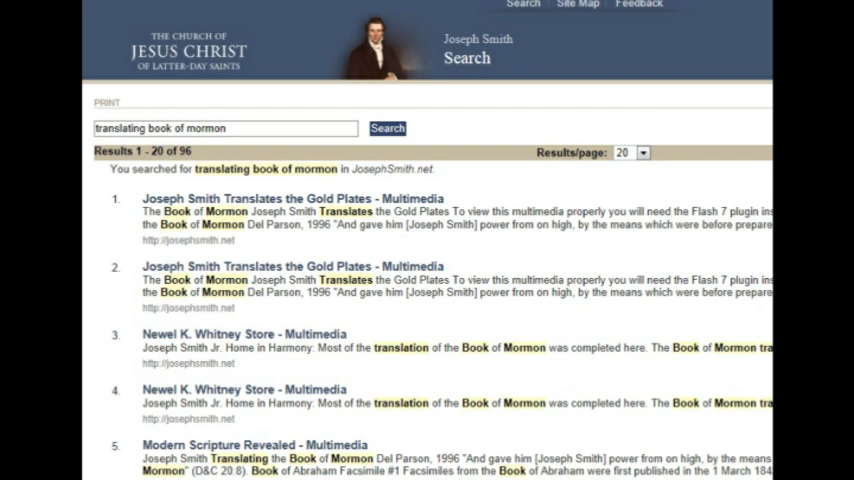 Search Site Map Feedback
THE CHURCH OF
JESUS CHRIST
OF LATTER-DAY SAINTS
Joseph Smith
Search
PRINT
translating book of mormon Search
Results 1 - 20 of 96 Results/page: 20
You searched for translating book of mormon in JosephSmith.net.
1. Joseph Smith Translates the Gold Plates - Multimedia
The Book of Mormon Joseph Smith Translates the Gold Plates To view this multimedia properly you will need the Flash 7 plugin ins
the Book of Mormon Del Parson, 1996 "And gave him [Joseph Smith] power from on high, by the means which were before prepare
http://josephsmith.net
2. Joseph Smith Translates the Gold Plates - Multimedia
The Book of Mormon Joseph Smith Translates the Gold Plates To view this multimedia properly you will need the Flash 7 plugin ins
the Book of Mormon Del Parson, 1996 "And gave him [Joseph Smith] power from on high, by the means which were before prepare
http://josephsmith.net
3. Newel K. Whitney Store - Multimedia
Joseph Smith Jr. Home in Harmony: Most of the translation of the Book of Mormon was completed here. The Book of Mormon tra
http://josephsmith.net
4. Newel K. Whitney Store - Multimedia
Joseph Smith Jr. Home in Harmony: Most of the translation of the Book of Mormon was completed here. The Book of Mormon tra
http://josephsmith.net
5. Modern Scripture Revealed - Multimedia
Joseph Smith Translating the Book of Mormon Del Parson, 1996 "And gave him [Joseph Smith] power from on high, by the means
Mormon" (D&C 20:8). Book of Abraham Facsimile #1 Facsimiles from the Book of Abraham were first published in the 1 March 184